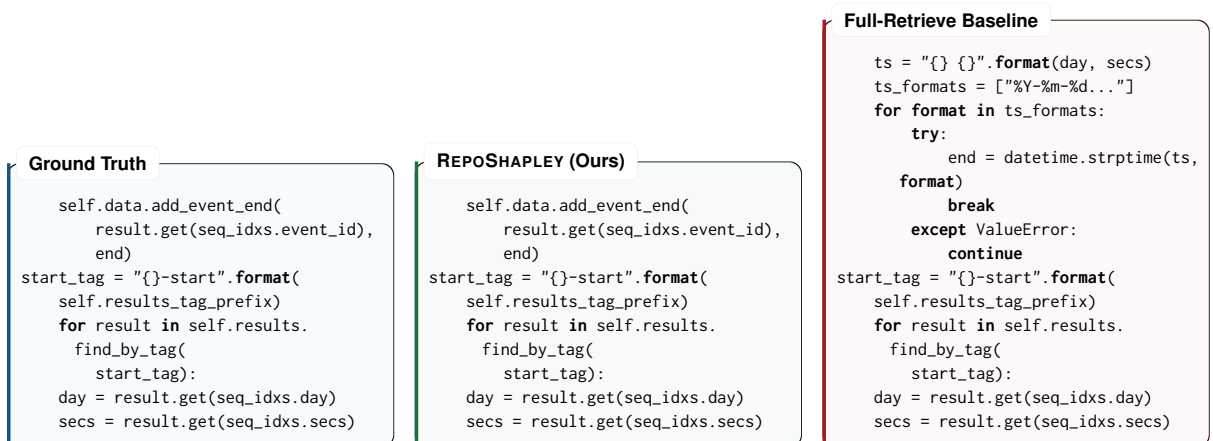 Ground Truth
self.data.add_event_end(
result.get(seq_idxs.event_id),
end)
start_tag = "{}-start".format(
self.results_tag_prefix)
for result in self.results.
find_by_tag(
start_tag):
day = result.get(seq_idxs.day)
secs = result.get(seq_idxs.secs)
REPOSHAPLEY (Ours)
self.data.add_event_end(
result.get(seq_idxs.event_id),
end)
start_tag = "{}-start".format(
self.results_tag_prefix)
for result in self.results.
find_by_tag(
start_tag):
day = result.get(seq_idxs.day)
secs = result.get(seq_idxs.secs)
Full-Retrieve Baseline
ts = "{} {}".format(day, secs)
ts_formats = ["%Y-%m-%d..."]
for format in ts_formats:
try:
end = datetime.strptime(ts,
format)
break
except ValueError:
continue
start_tag = "{}-start".format(
self.results_tag_prefix)
for result in self.results.
find_by_tag(
start_tag):
day = result.get(seq_idxs.day)
secs = result.get(seq_idxs.secs)